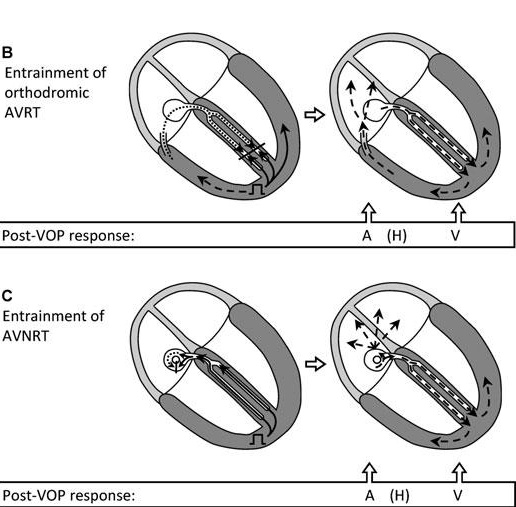 B
Entrainment of
orthodromic
AVRT
Post-VOP response: A (H) V
C
Entrainment of
AVNRT
Post-VOP response: A (H) V